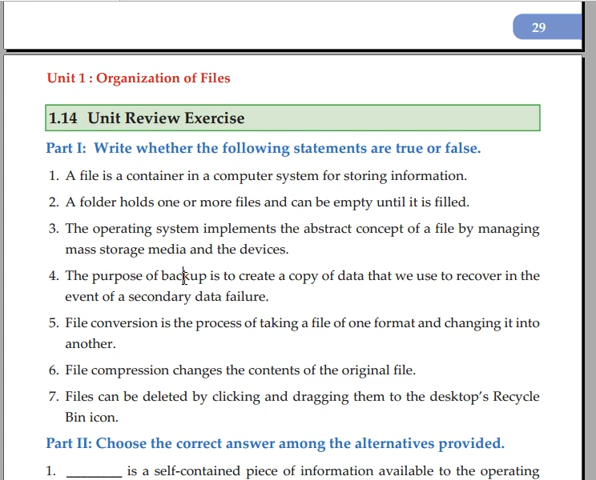 29
Unit 1 : Organization of Files
1.14 Unit Review Exercise
Part I: Write whether the following statements are true or false.
1. A file is a container in a computer system for storing information.
2. A folder holds one or more files and can be empty until it is filled.
3. The operating system implements the abstract concept of a file by managing
mass storage media and the devices.
4. The purpose of backup is to create a copy of data that we use to recover in the
event of a secondary data failure.
5. File conversion is the process of taking a file of one format and changing it into
another.
6. File compression changes the contents of the original file.
7. Files can be deleted by clicking and dragging them to the desktop's Recycle
Bin icon.
Part II: Choose the correct answer among the alternatives provided.
1. ________ is a self-contained piece of information available to the operating